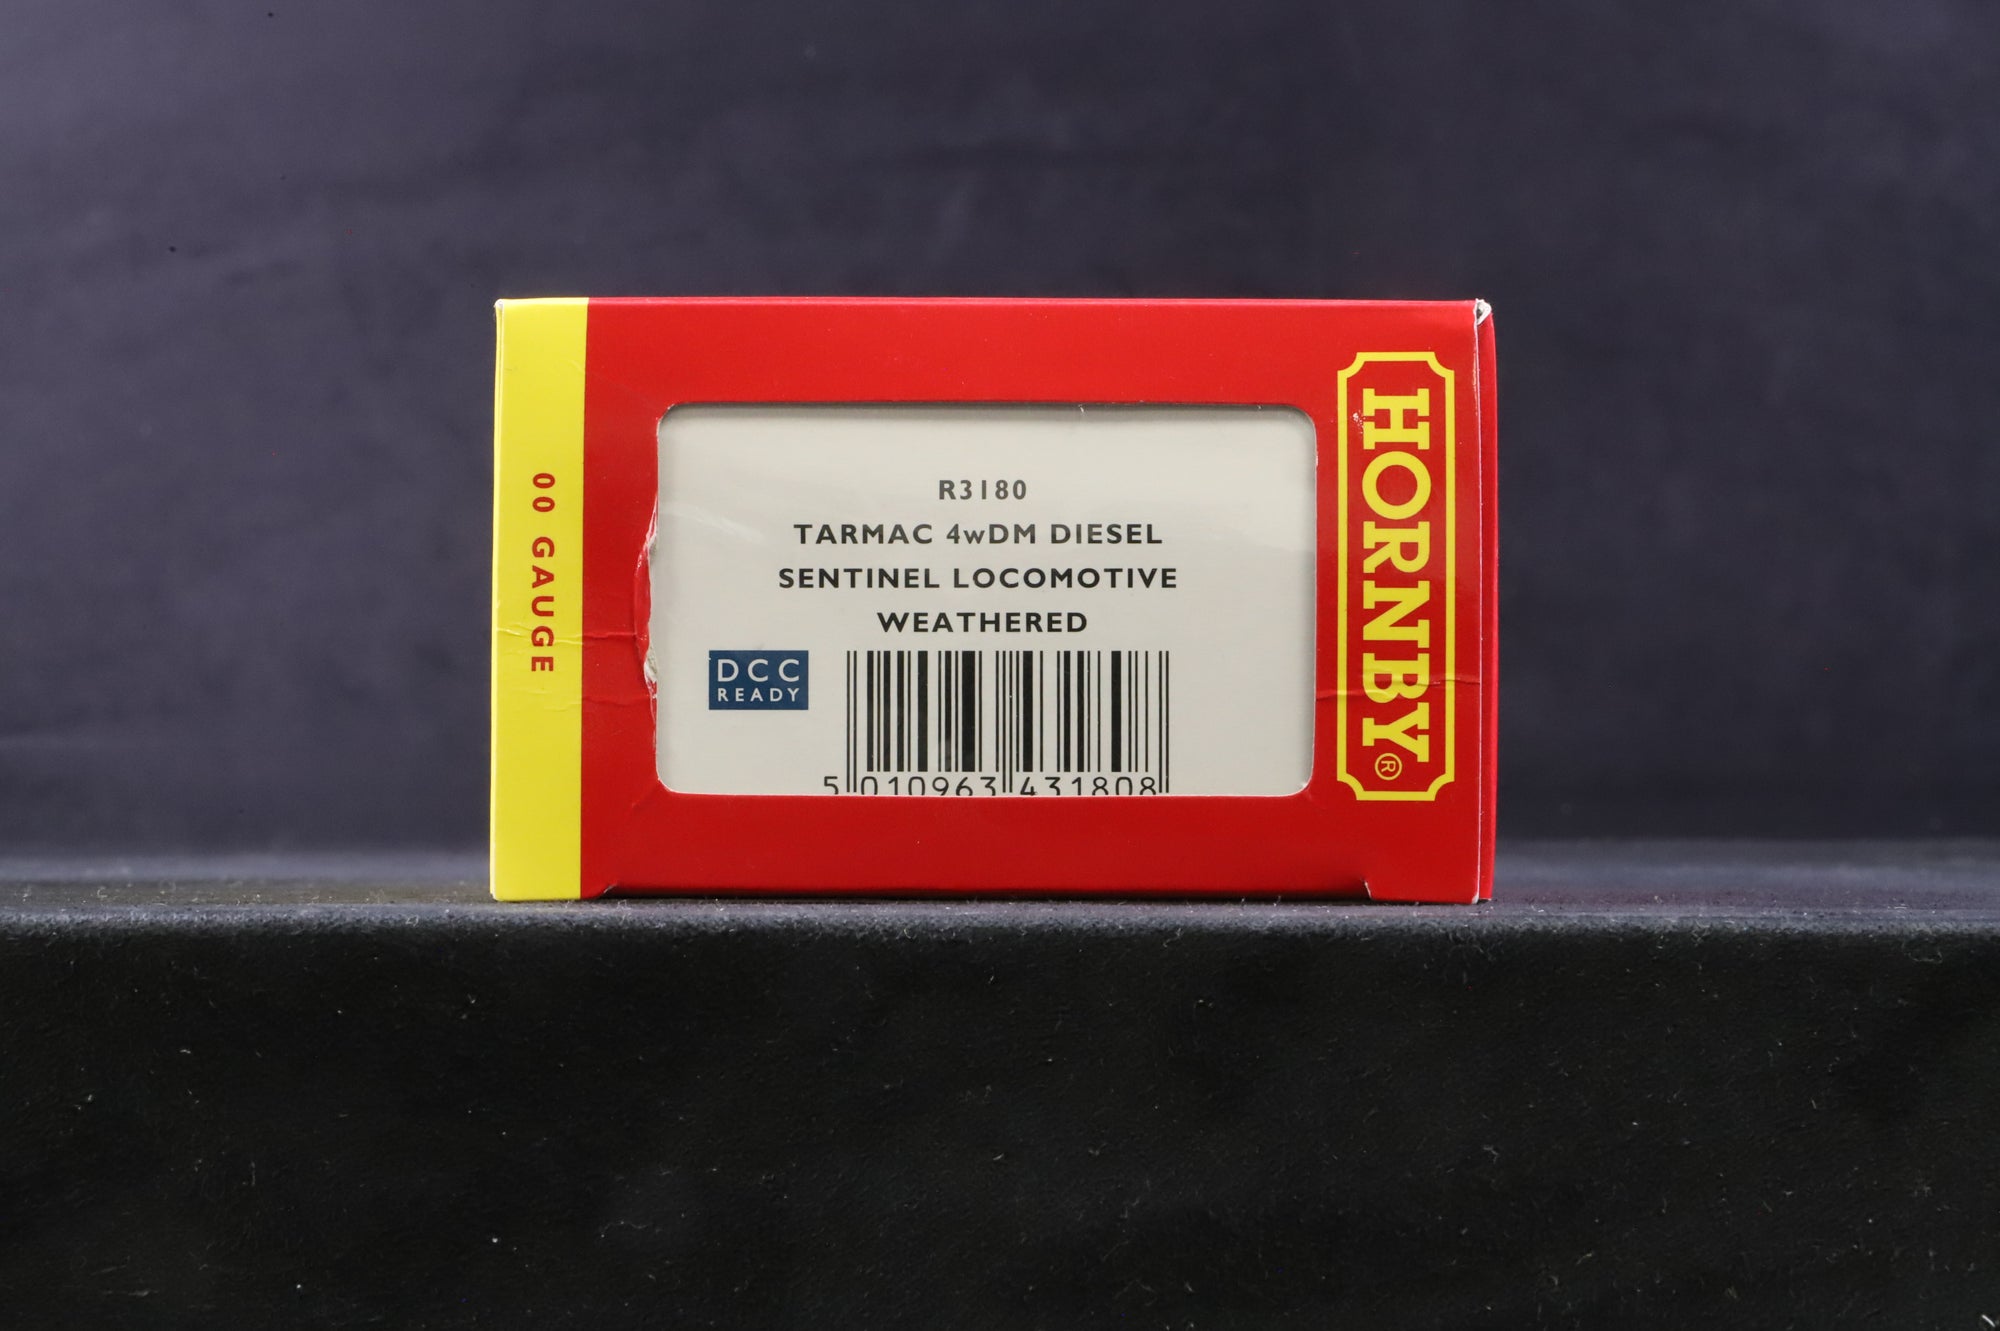 00 GAUGE
R3180
TARMAC 4wDM DIESEL
SENTINEL LOCOMOTIVE
WEATHERED
DCC
READY
5 010963 431808
HORNBY®